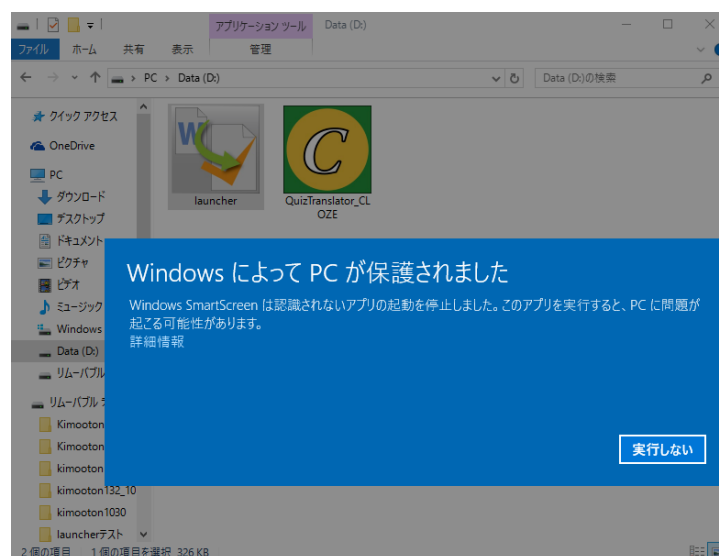 アプリケーション ツール
Data (D:)
ファイル
ホーム
共有
表示
管理
PC › Data (D:)
Data (D:)の検索
クイック アクセス
OneDrive
PC
ダウンロード
デスクトップ
ドキュメント
ピクチャ
ビデオ
ミュージック
Windows
Data (D:)
リムーバブル
リムーバブル
Kimooton
Kimooton
kimooton
kimooton132_10
kimooton1030
launcherテスト
launcher
QuizTranslator_CL
OZE
Windows によって PC が保護されました
Windows SmartScreen は認識されないアプリの起動を停止しました。このアプリを実行すると、PC に問題が
起こる可能性があります。
詳細情報
実行しない
2 個の項目
1 個の項目を選択 326 KB